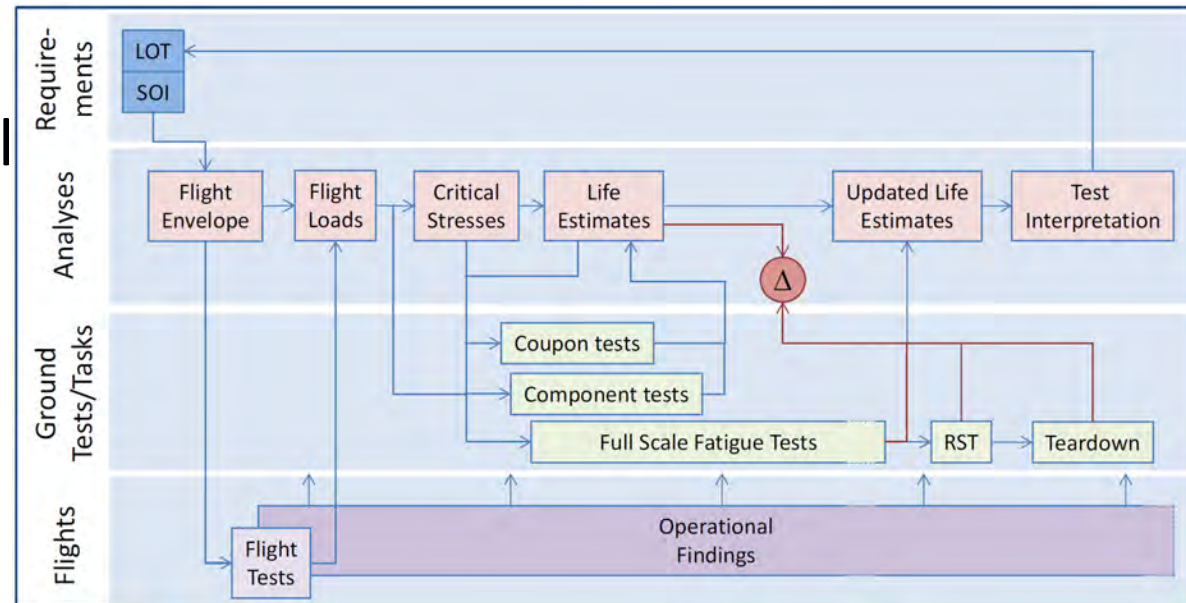 Require-
ments
LOT
SOI
Analyses
Flight
Envelope
Flight
Loads
Critical
Stresses
Life
Estimates
Updated Life
Estimates
Test
Interpretation
Δ
Ground
Tests/Tasks
Coupon tests
Component tests
Full Scale Fatigue Tests
RST
Teardown
Flights
Flight
Tests
Operational
Findings